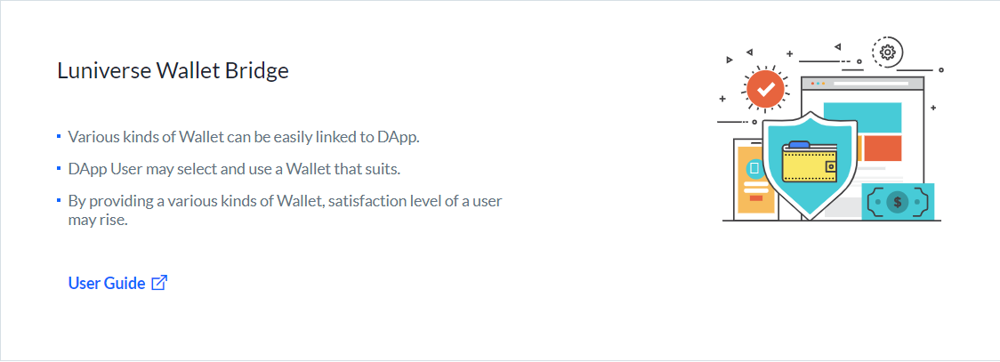 Luniverse Wallet Bridge
Various kinds of Wallet can be easily linked to DApp.
DApp User may select and use a Wallet that suits.
By providing a various kinds of Wallet, satisfaction level of a user
may rise.
User Guide
$